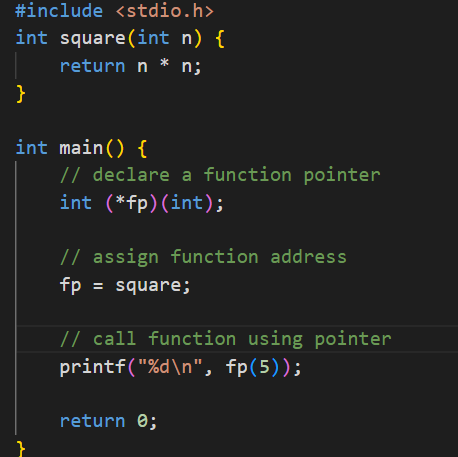 #include <stdio.h>
int square(int n) {
    return n * n;
}

int main() {
    // declare a function pointer
    int (*fp)(int);

    // assign function address
    fp = square;

    // call function using pointer
    printf("%d\n", fp(5));

    return 0;
}